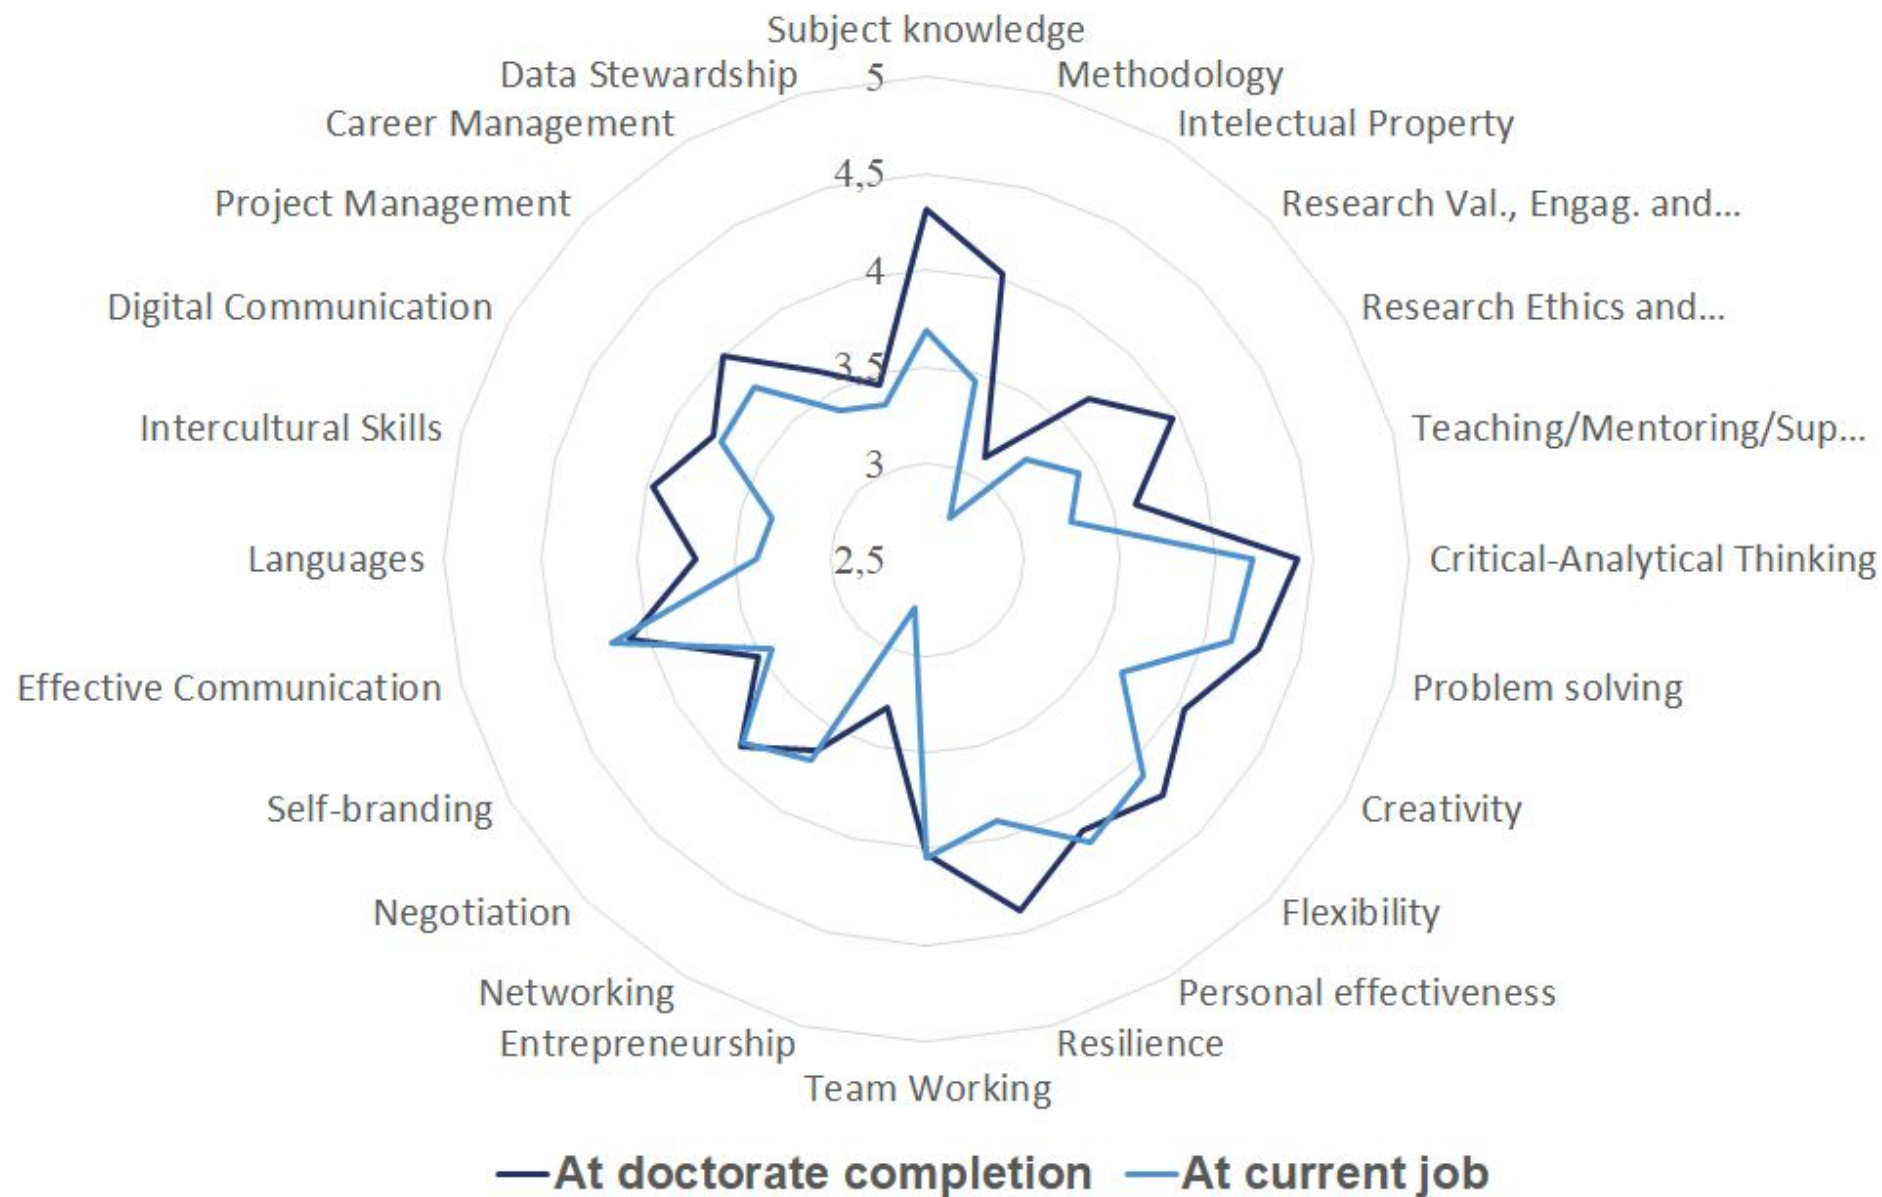 Subject knowledge
Data Stewardship
Methodology
5
Career Management
Intelectual Property
4,5
Project Management
Research Val., Engag. and...
4
Digital Communication
Research Ethics and...
3,5
Intercultural Skills
Teaching/Mentoring/Sup...
3
Languages
2,5
Critical-Analytical Thinking
Effective Communication
Problem solving
Self-branding
Creativity
Negotiation
Flexibility
Networking
Personal effectiveness
Entrepreneurship
Resilience
Team Working
At doctorate completion
At current job